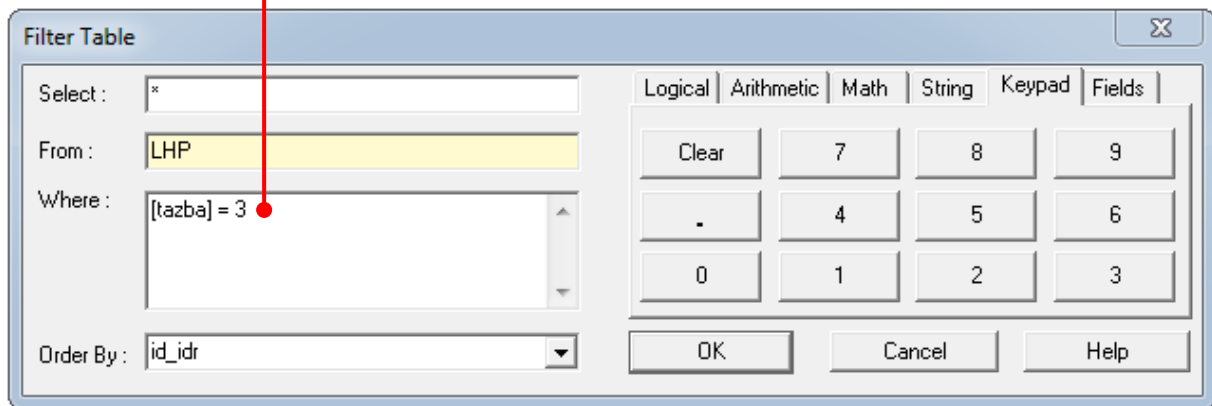 Filter Table
Select : *
From : LHP
Where : [tazba] = 3
Order By : id_idr
Logical Arithmetic Math String Keypad Fields
Clear 7 8 9
. 4 5 6
0 1 2 3
OK Cancel Help